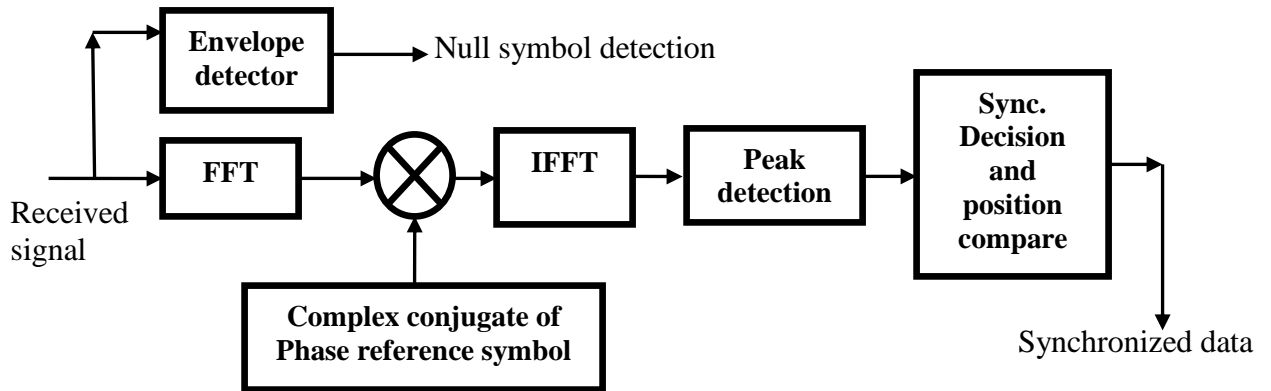 Envelope
detector
Null symbol detection
Received
signal
FFT
IFFT
Peak
detection
Sync.
Decision
and
position
compare
Complex conjugate of
Phase reference symbol
Synchronized data